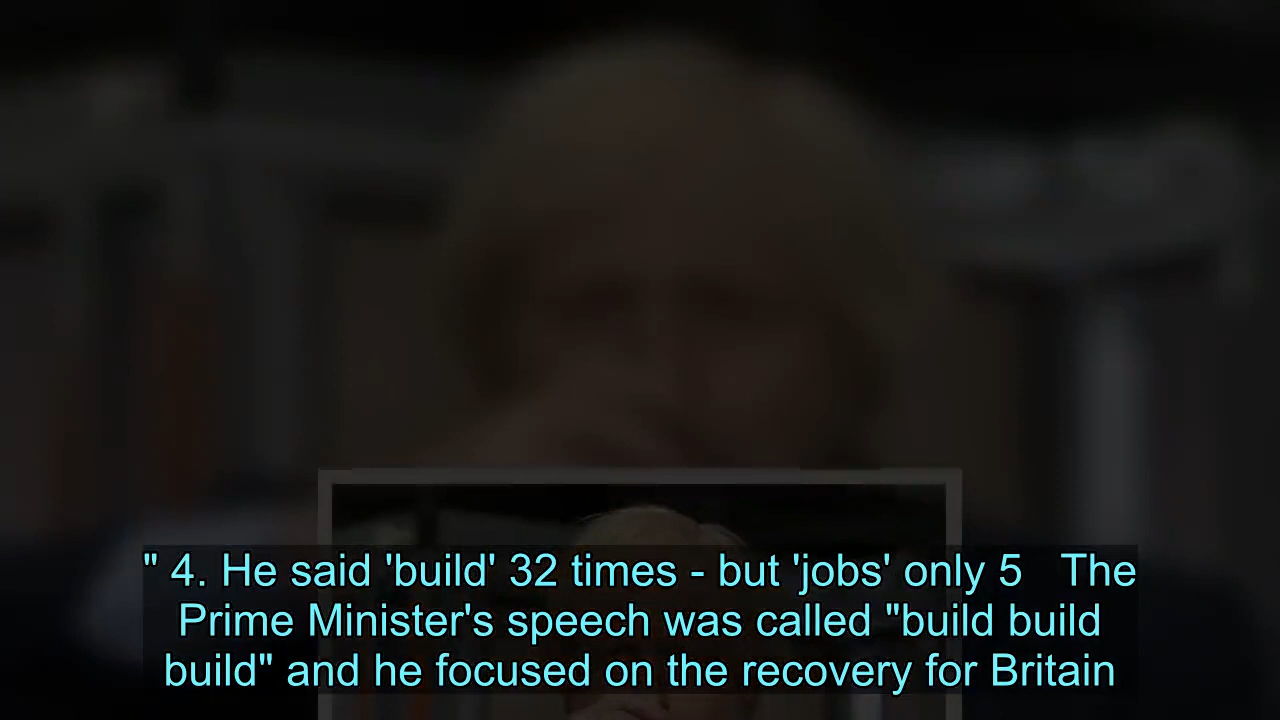 " 4. He said 'build' 32 times - but 'jobs' only 5   The
Prime Minister's speech was called "build build
build" and he focused on the recovery for Britain